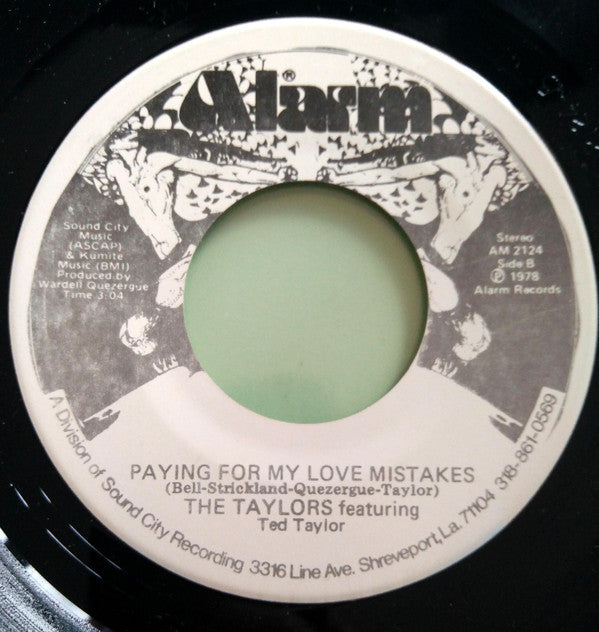 Alarm®
Sound City
Music
(ASCAP)
& Kumite
Music (BMI)
Produced by
Wardell Quezergue
Time 3:04
Stereo
AM 2124
Side B
℗ 1978
Alarm Records
PAYING FOR MY LOVE MISTAKES
(Bell-Strickland-Quezergue-Taylor)
THE TAYLORS featuring
Ted Taylor
A Division of Sound City Recording 3316 Line Ave. Shreveport, La. 71104 318-861-0569